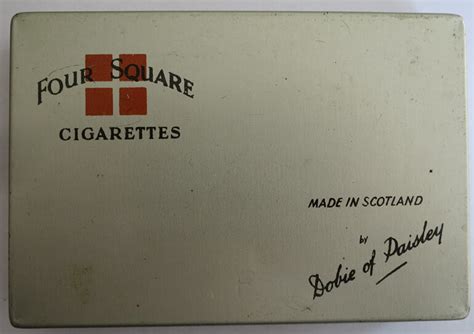 FOUR SQUARE
CIGARETTES
MADE IN SCOTLAND
by
Dobie of Paisley